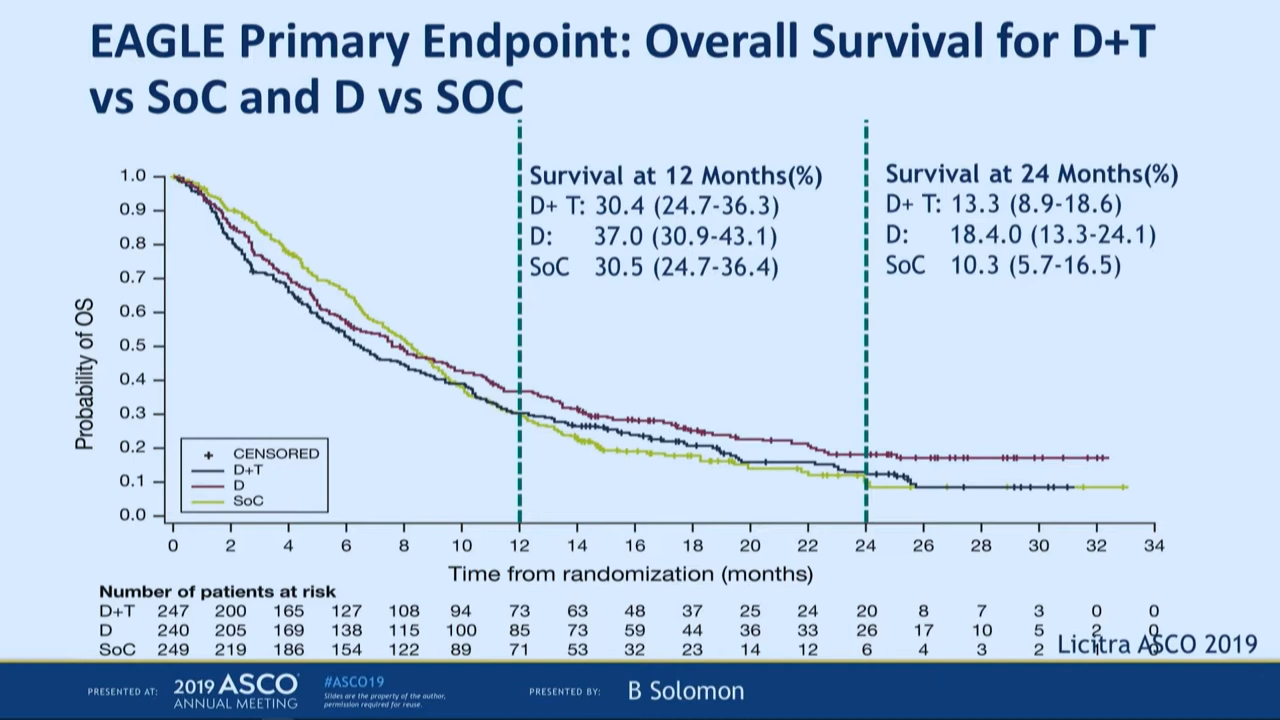 EAGLE Primary Endpoint: Overall Survival for D+T
vs SoC and D vs SOC
Survival at 12 Months(%)
D+ T: 30.4 (24.7-36.3)
D: 37.0 (30.9-43.1)
SoC 30.5 (24.7-36.4)
Survival at 24 Months(%)
D+ T: 13.3 (8.9-18.6)
D: 18.4.0 (13.3-24.1)
SoC 10.3 (5.7-16.5)
Probability of OS
1.0
0.9
0.8
0.7
0.6
0.5
0.4
0.3
0.2
0.1
0.0
+ CENSORED
D+T
D
SoC
0 2 4 6 8 10 12 14 16 18 20 22 24 26 28 30 32 34
Time from randomization (months)
Number of patients at risk
D+T 247 200 165 127 108 94 73 63 48 37 25 24 20 8 7 3 0 0
D 240 205 169 138 115 100 85 73 59 44 36 33 26 17 10 5 2 0
SoC 249 219 186 154 122 89 71 53 32 23 14 12 6 4 3 2
Licitra ASCO 2019
PRESENTED AT:
2019 ASCO
ANNUAL MEETING
#ASCO19
Slides are the property of the author,
permission required for reuse.
PRESENTED BY:
B Solomon